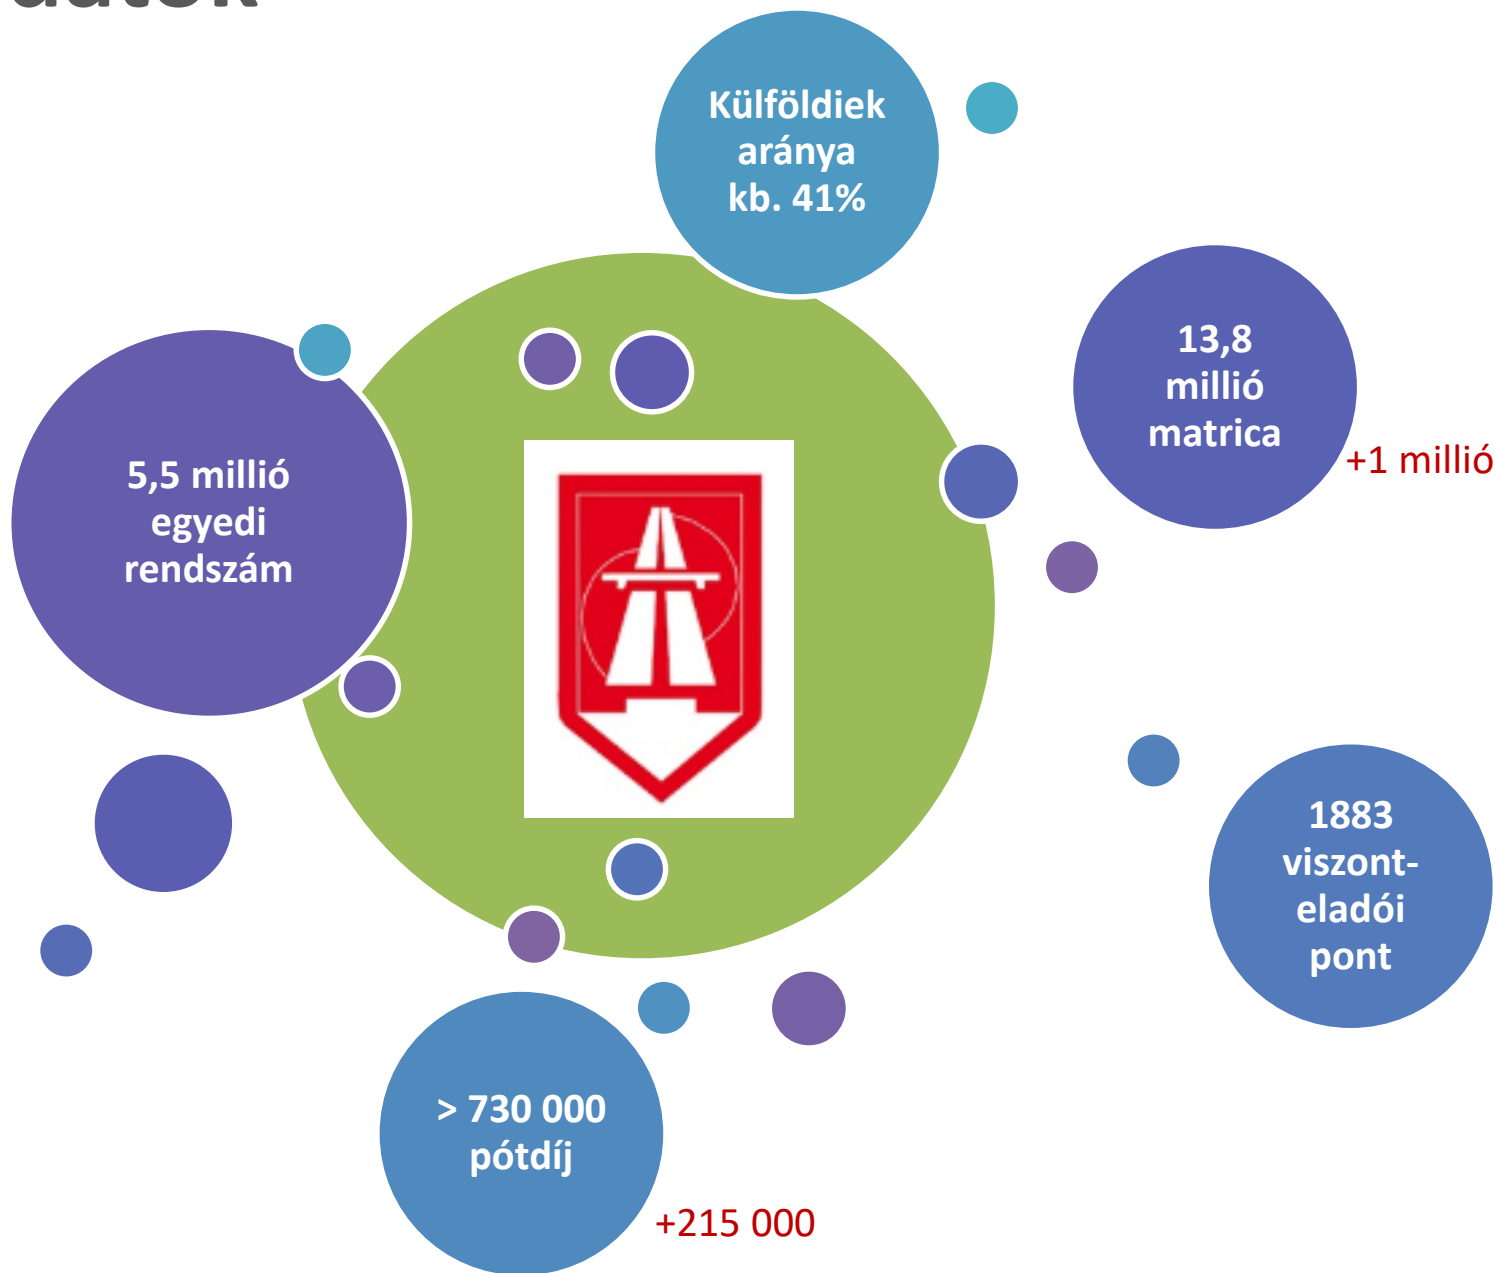 Külföldiek
aránya
kb. 41%
13,8
millió
matrica
+1 millió
5,5 millió
egyedi
rendszám
1883
viszont-
eladói
pont
> 730 000
pótdíj
+215 000